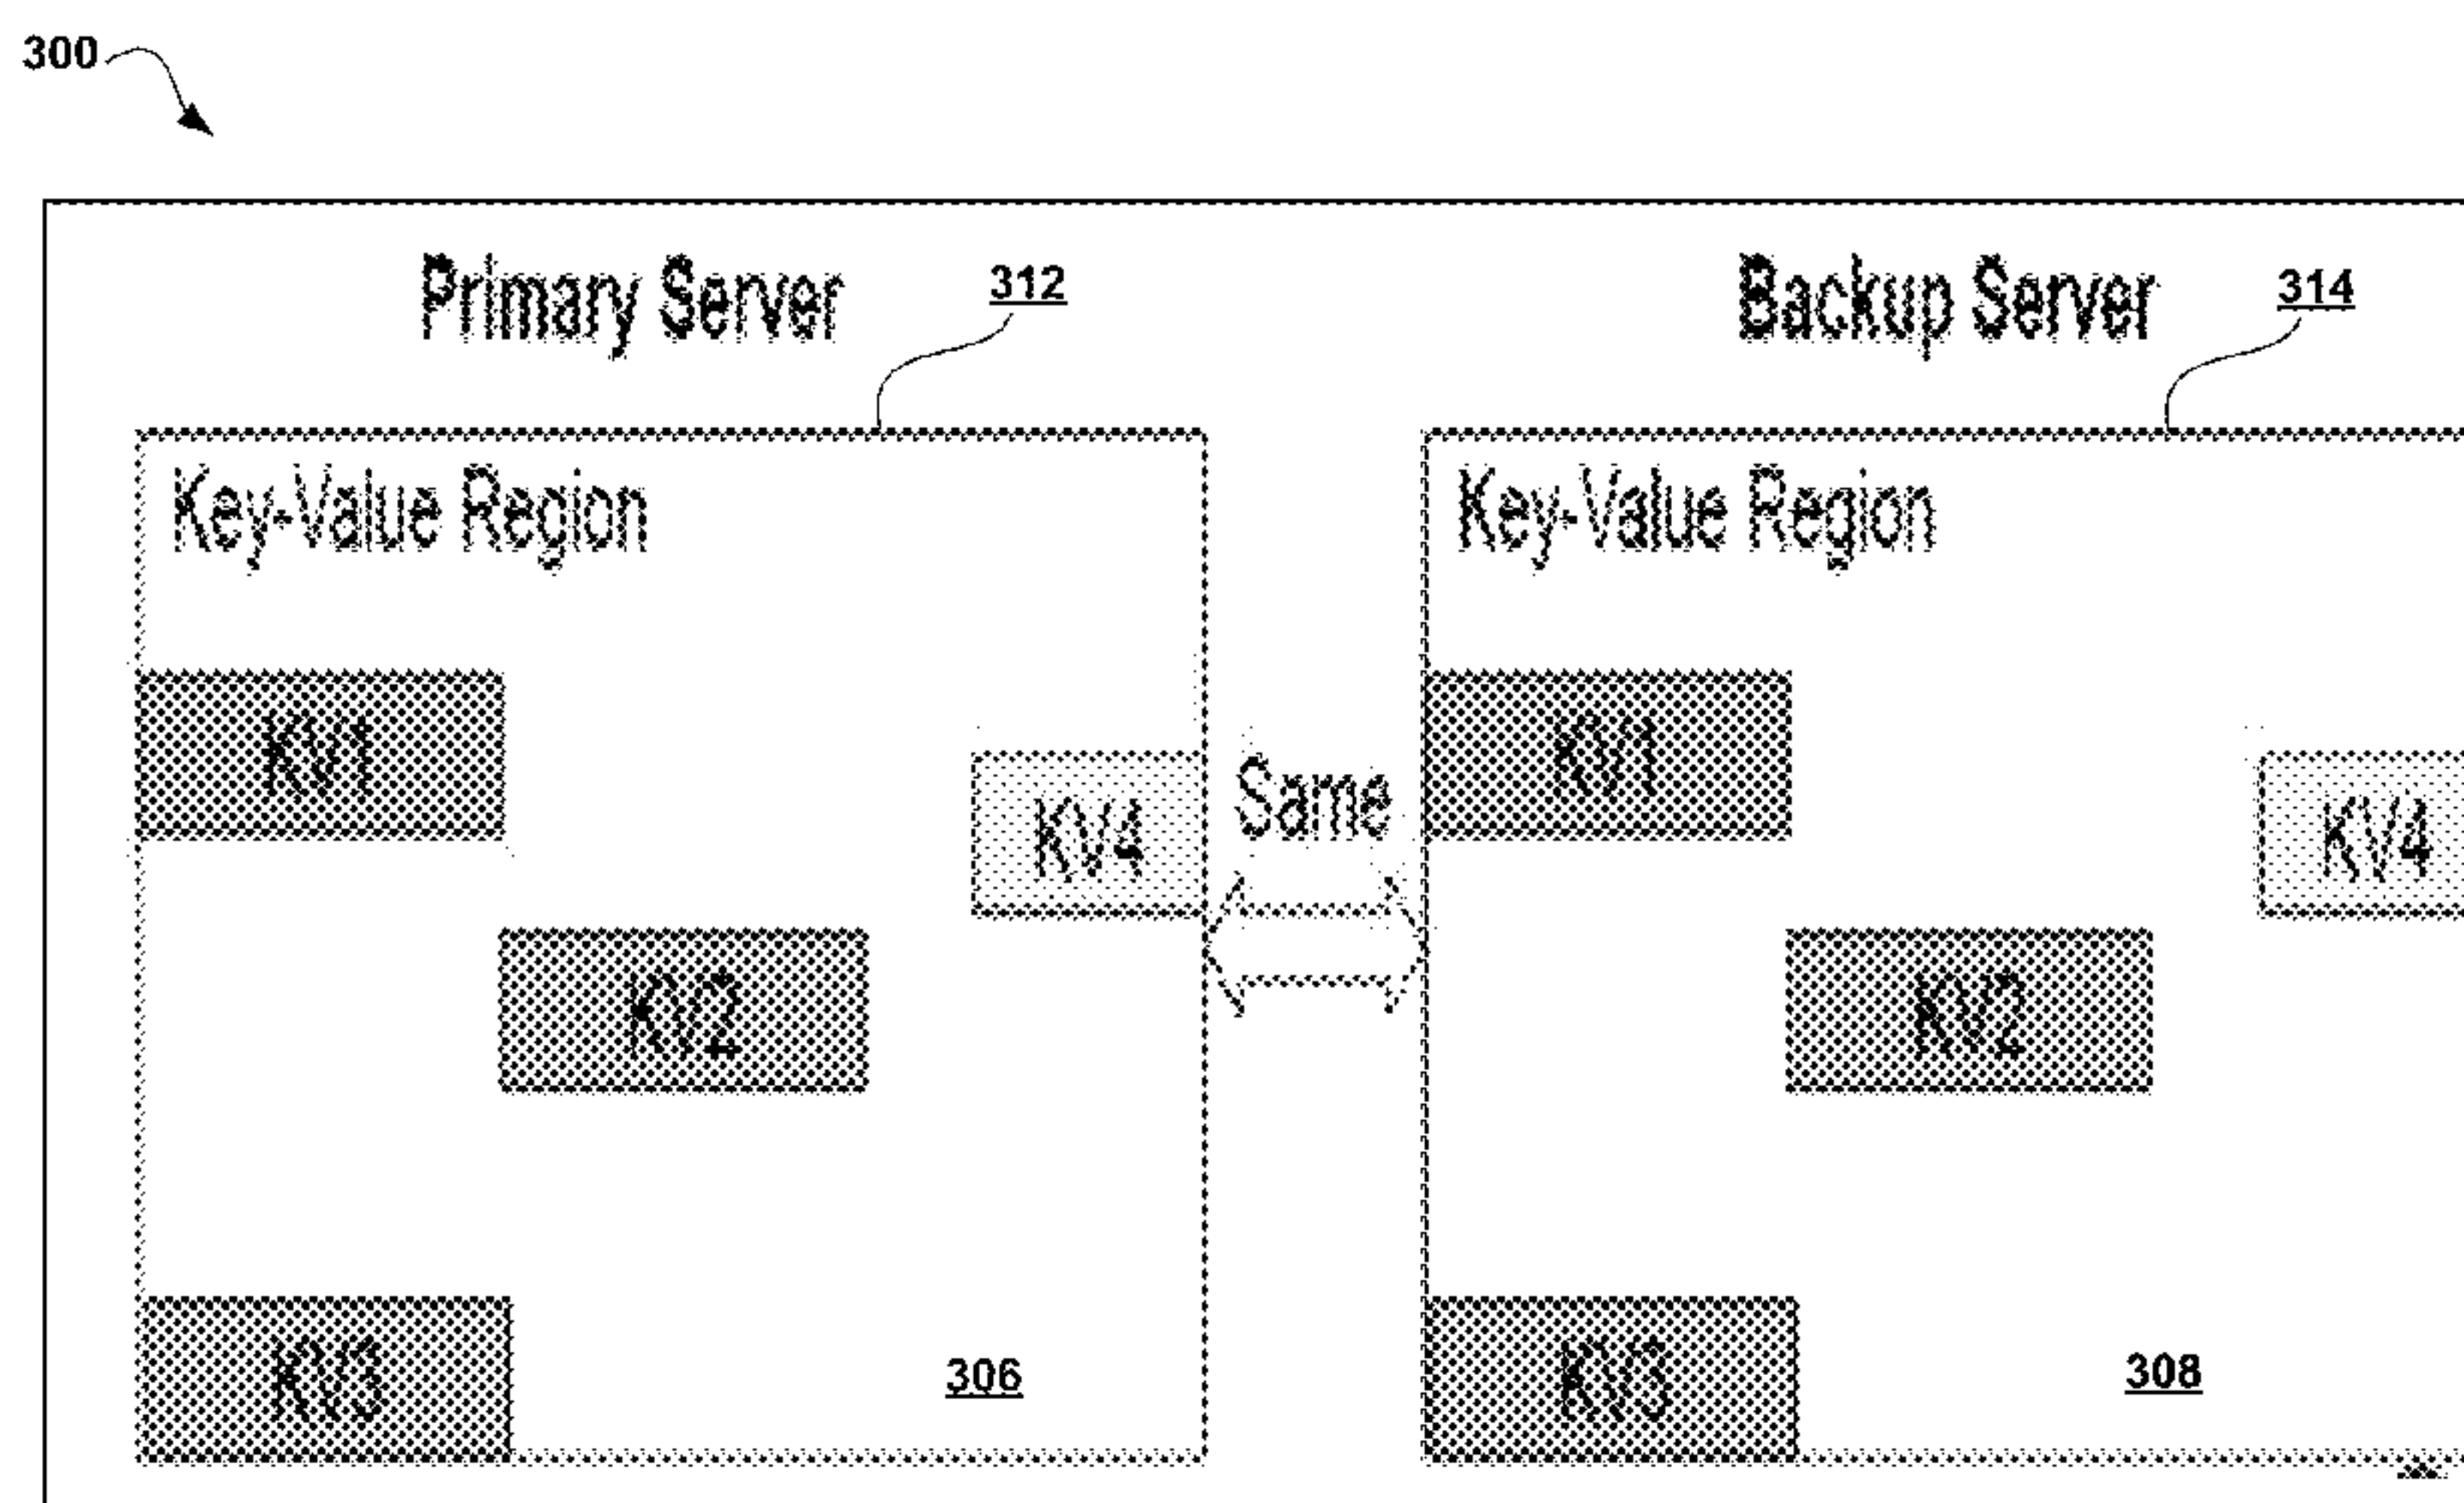 300
Primary Server 312
Backup Server 314
Key-Value Region
KV1
KV4
KV2
KV3
306
Same
Key-Value Region
KV1
KV4
KV2
KV3
308